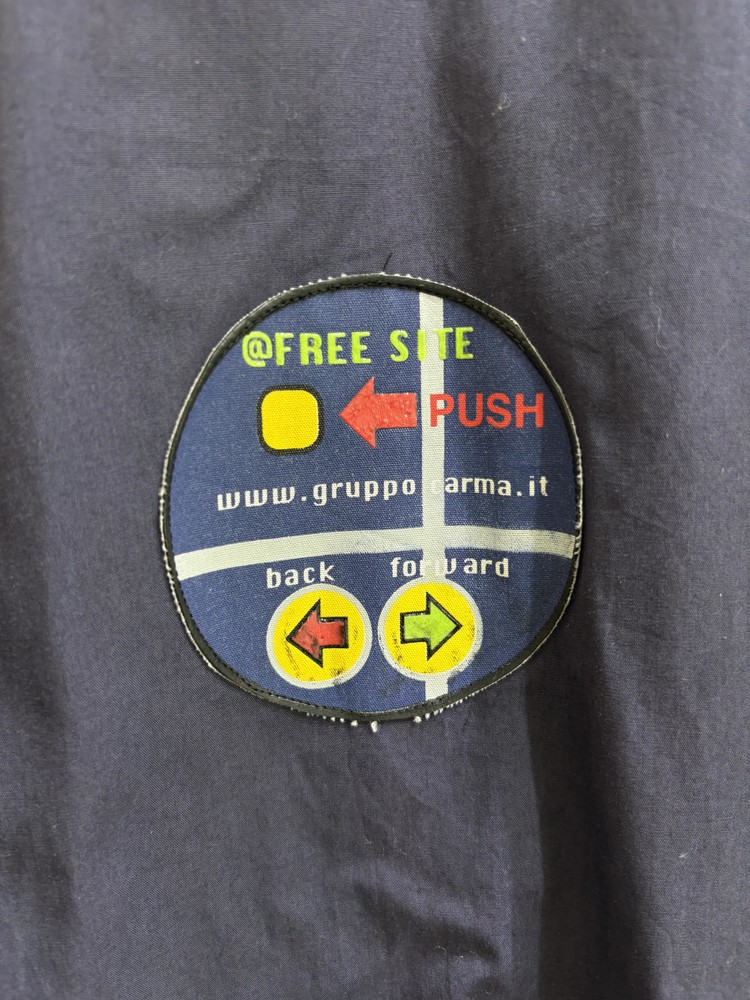 @FREE SITE
PUSH
www.gruppo carma.it
back forward